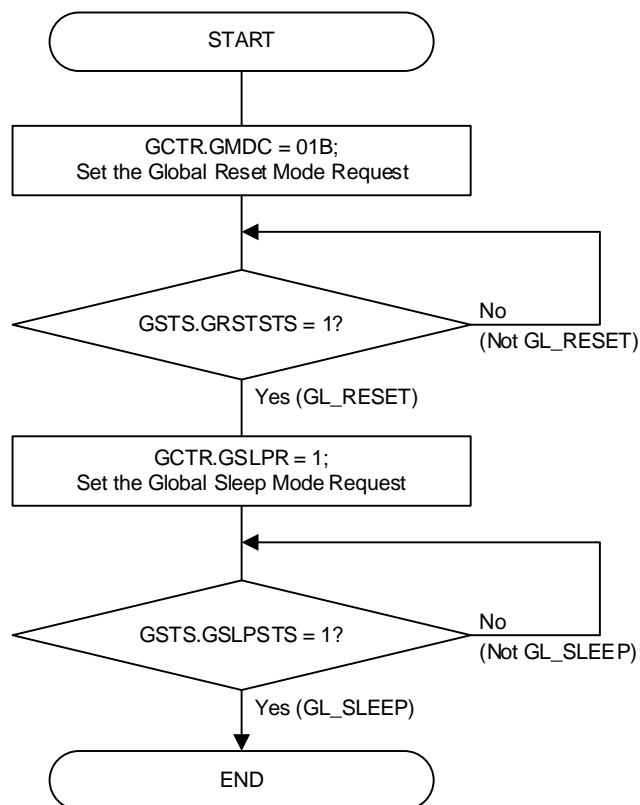 START
GCTR.GMDC = 01B;
Set the Global Reset Mode Request
GSTS.GRSTSTS = 1?
No
(Not GL_RESET)
Yes (GL_RESET)
GCTR.GSLPR = 1;
Set the Global Sleep Mode Request
GSTS.GSLPSTS = 1?
No
(Not GL_SLEEP)
Yes (GL_SLEEP)
END